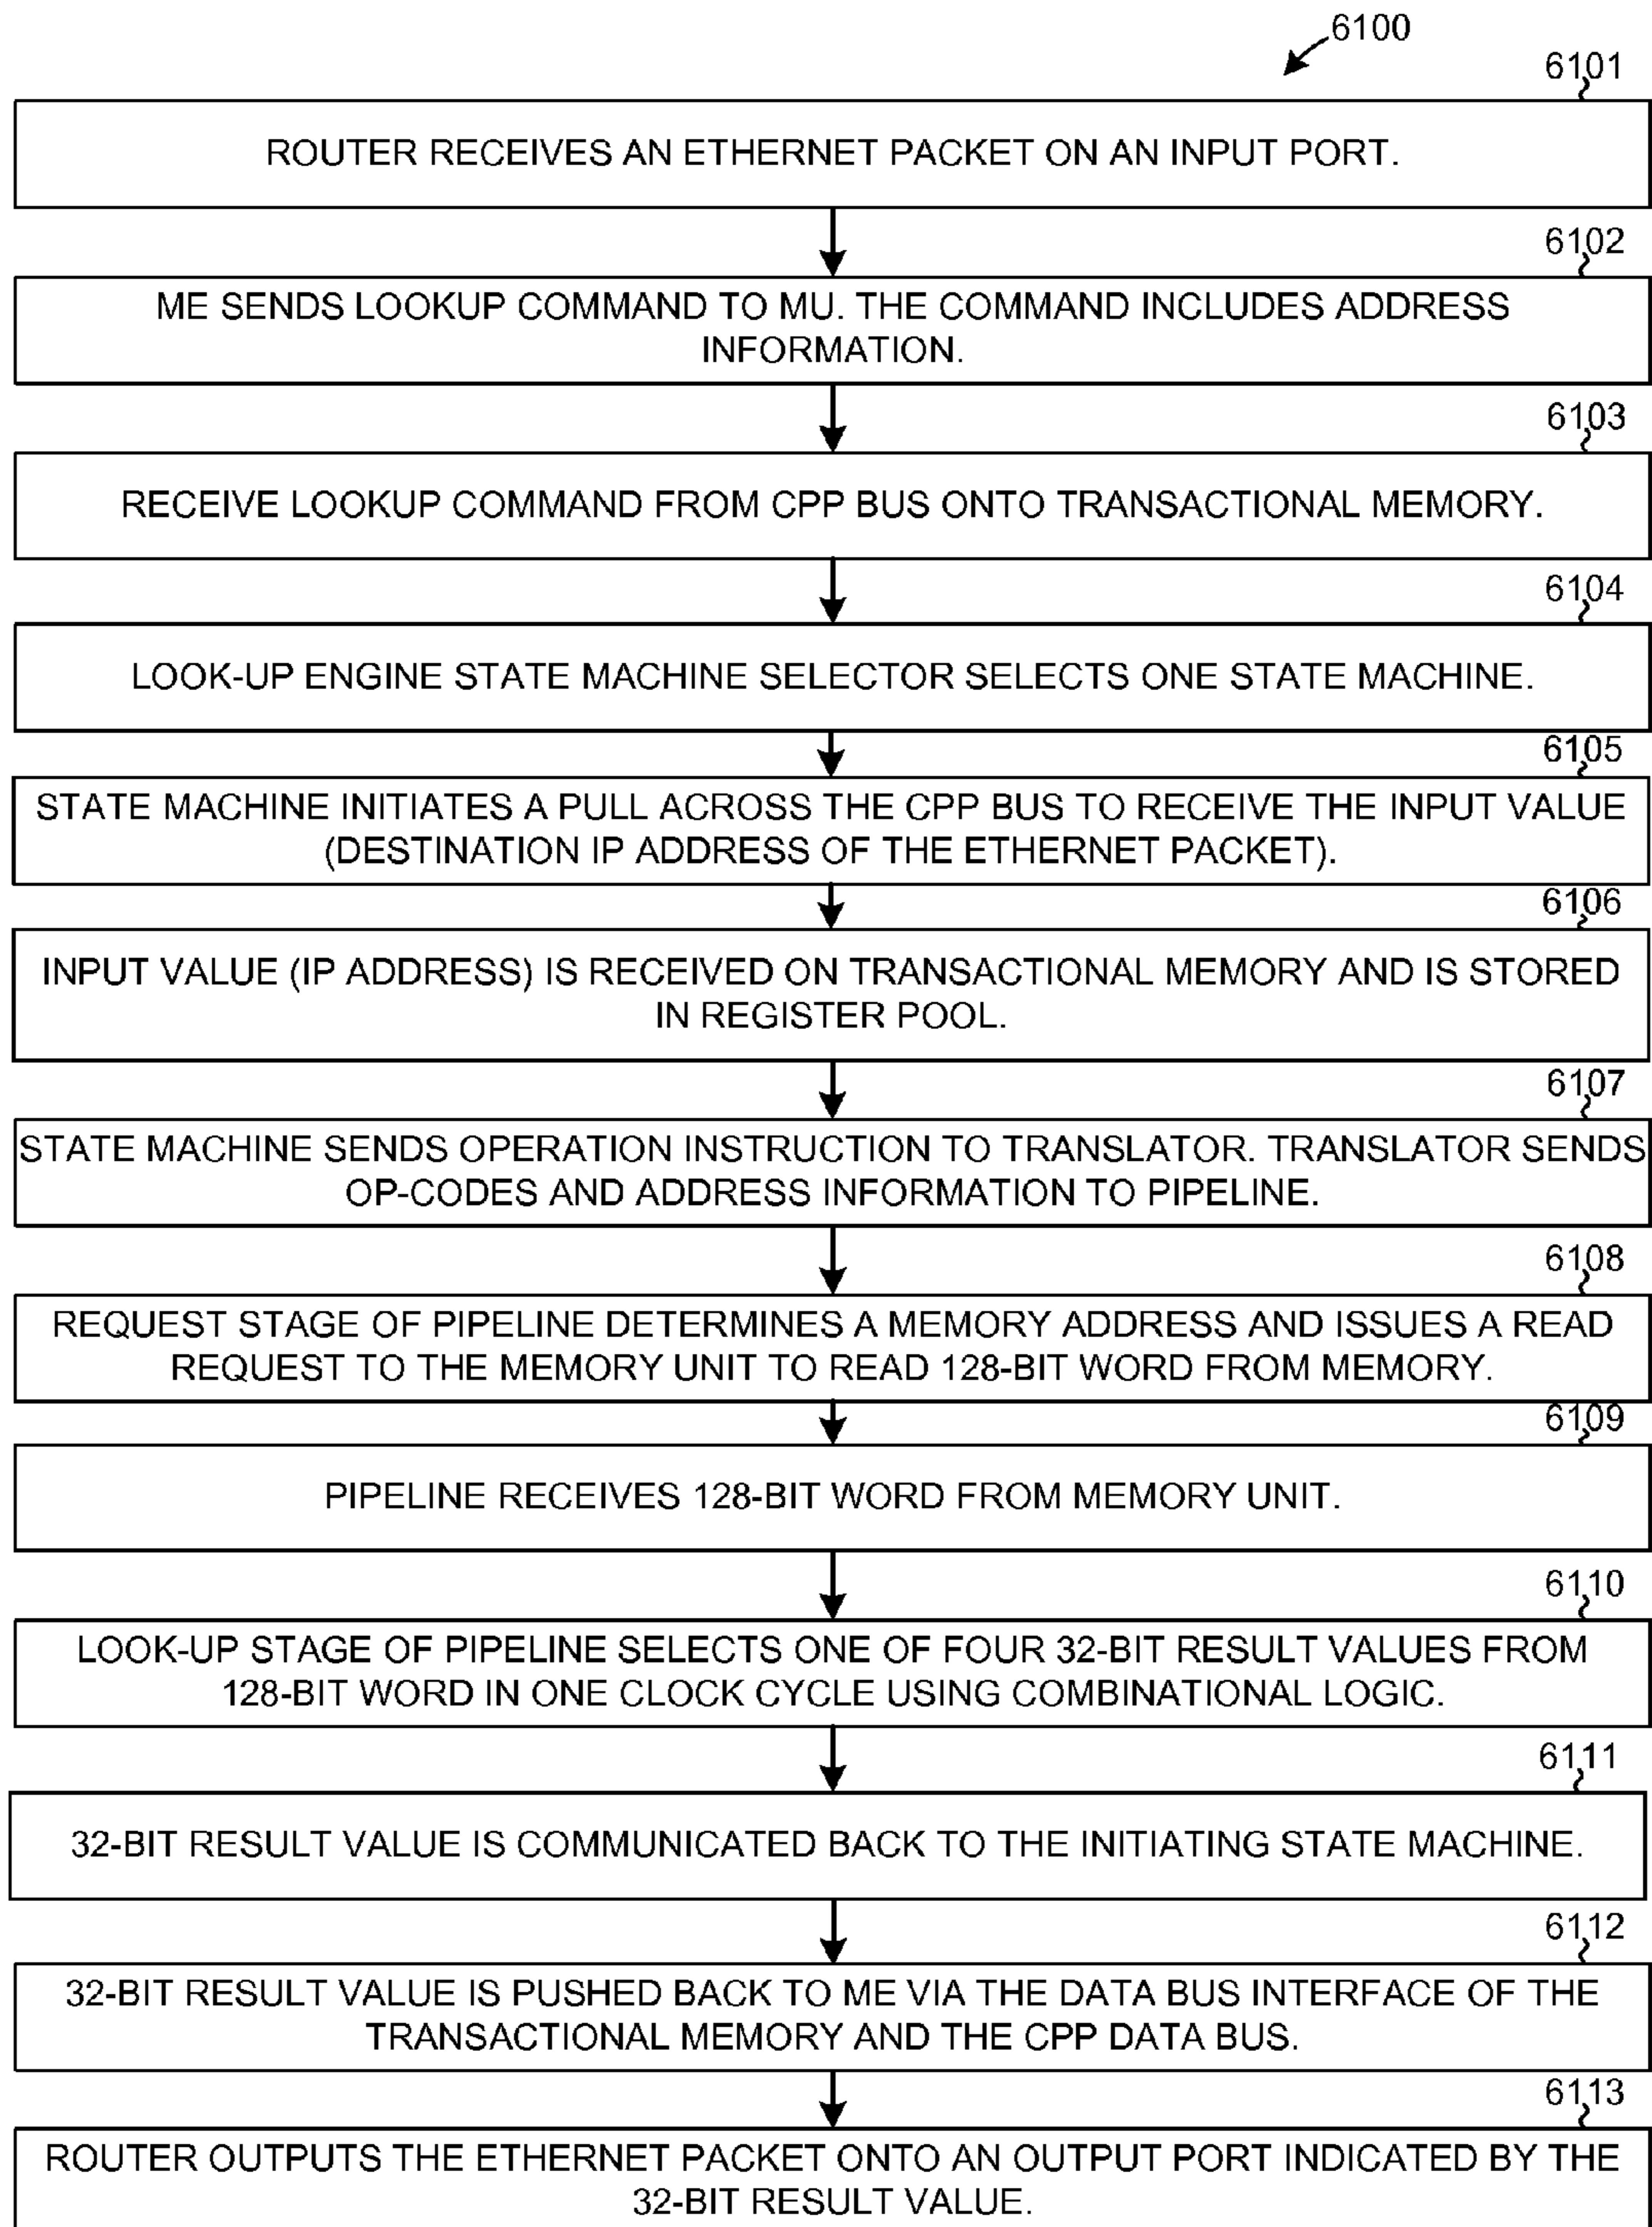 6100
6101
ROUTER RECEIVES AN ETHERNET PACKET ON AN INPUT PORT.
6102
ME SENDS LOOKUP COMMAND TO MU. THE COMMAND INCLUDES ADDRESS
INFORMATION.
6103
RECEIVE LOOKUP COMMAND FROM CPP BUS ONTO TRANSACTIONAL MEMORY.
6104
LOOK-UP ENGINE STATE MACHINE SELECTOR SELECTS ONE STATE MACHINE.
6105
STATE MACHINE INITIATES A PULL ACROSS THE CPP BUS TO RECEIVE THE INPUT VALUE
(DESTINATION IP ADDRESS OF THE ETHERNET PACKET).
6106
INPUT VALUE (IP ADDRESS) IS RECEIVED ON TRANSACTIONAL MEMORY AND IS STORED
IN REGISTER POOL.
6107
STATE MACHINE SENDS OPERATION INSTRUCTION TO TRANSLATOR. TRANSLATOR SENDS
OP-CODES AND ADDRESS INFORMATION TO PIPELINE.
6108
REQUEST STAGE OF PIPELINE DETERMINES A MEMORY ADDRESS AND ISSUES A READ
REQUEST TO THE MEMORY UNIT TO READ 128-BIT WORD FROM MEMORY.
6109
PIPELINE RECEIVES 128-BIT WORD FROM MEMORY UNIT.
6110
LOOK-UP STAGE OF PIPELINE SELECTS ONE OF FOUR 32-BIT RESULT VALUES FROM
128-BIT WORD IN ONE CLOCK CYCLE USING COMBINATIONAL LOGIC.
6111
32-BIT RESULT VALUE IS COMMUNICATED BACK TO THE INITIATING STATE MACHINE.
6112
32-BIT RESULT VALUE IS PUSHED BACK TO ME VIA THE DATA BUS INTERFACE OF THE
TRANSACTIONAL MEMORY AND THE CPP DATA BUS.
6113
ROUTER OUTPUTS THE ETHERNET PACKET ONTO AN OUTPUT PORT INDICATED BY THE
32-BIT RESULT VALUE.